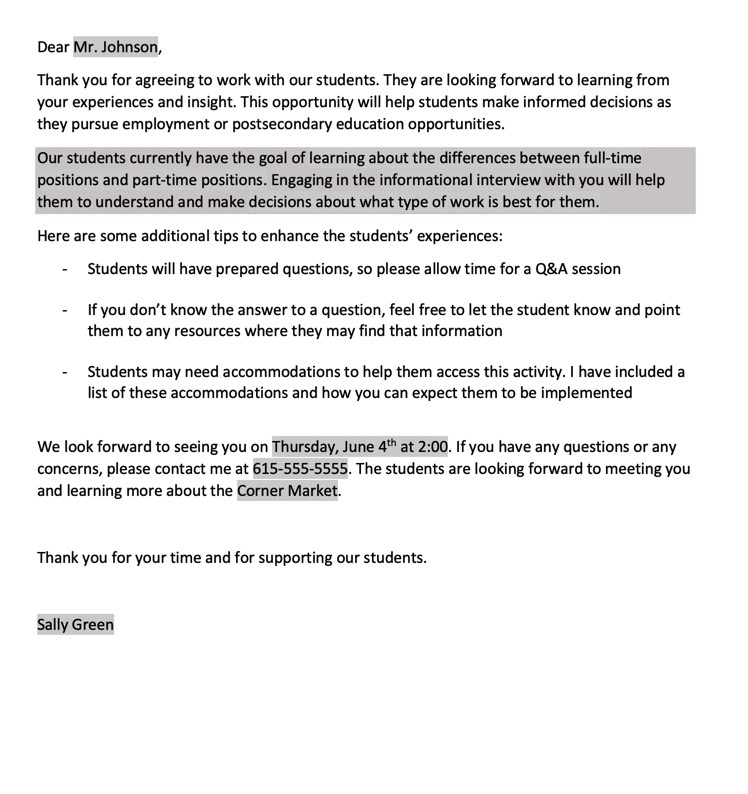 Dear Mr. Johnson,
Thank you for agreeing to work with our students. They are looking forward to learning from
your experiences and insight. This opportunity will help students make informed decisions as
they pursue employment or postsecondary education opportunities.
Our students currently have the goal of learning about the differences between full-time
positions and part-time positions. Engaging in the informational interview with you will help
them to understand and make decisions about what type of work is best for them.
Here are some additional tips to enhance the students’ experiences:
- Students will have prepared questions, so please allow time for a Q&A session
- If you don’t know the answer to a question, feel free to let the student know and point
them to any resources where they may find that information
- Students may need accommodations to help them access this activity. I have included a
list of these accommodations and how you can expect them to be implemented
We look forward to seeing you on Thursday, June 4th at 2:00. If you have any questions or any
concerns, please contact me at 615-555-5555. The students are looking forward to meeting you
and learning more about the Corner Market.
Thank you for your time and for supporting our students.
Sally Green